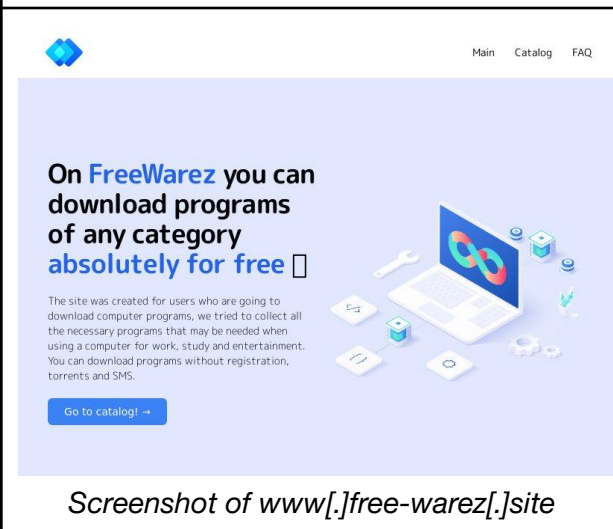 Main Catalog FAQ
On FreeWarez you can
download programs
of any category
absolutely for free
The site was created for users who are going to
download computer programs, we tried to collect all
the necessary programs that may be needed when
using a computer for work, study and entertainment.
You can download programs without registration,
torrents and SMS.
Go to catalog! →
Screenshot of www[.]free-warez[.]site